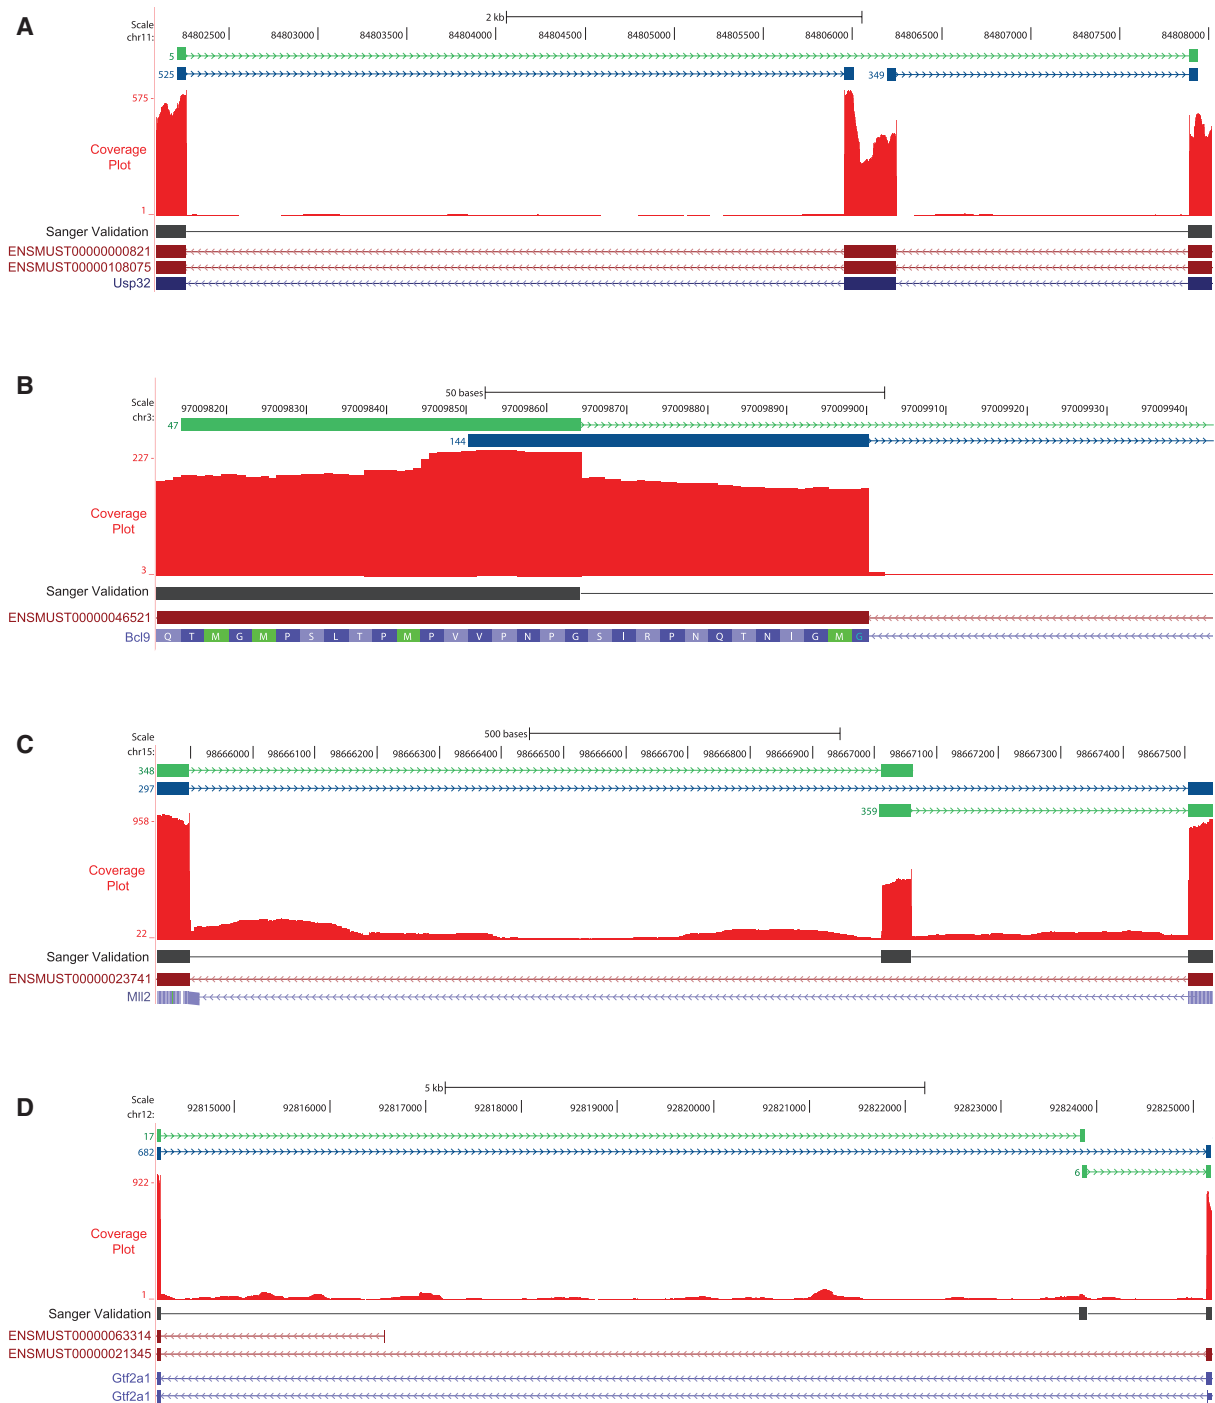 A
Scale
2 kb
chr11:
84802500 84803000 84803500 84804000 84804500 84805000 84805500 84806000 84806500 84807000 84807500 84808000
5
525
349
575
Coverage
Plot
1
Sanger Validation
ENSMUST00000000821
ENSMUST00000108075
Usp32
B
Scale
50 bases
chr3:
97009820 97009830 97009840 97009850 97009860 97009870 97009880 97009890 97009900 97009910 97009920 97009930 97009940
47
144
227
Coverage
Plot
3
Sanger Validation
ENSMUST00000046521
Bcl9 Q T M G M P S L T P M P V V P N P G S I R P N Q T N I G M G
C
Scale
500 bases
chr15:
98666000 98666100 98666200 98666300 98666400 98666500 98666600 98666700 98666800 98666900 98667000 98667100 98667200 98667300 98667400 98667500
348
297
359
958
Coverage
Plot
22
Sanger Validation
ENSMUST00000023741
Mll2
D
Scale
5 kb
chr12:
92815000 92816000 92817000 92818000 92819000 92820000 92821000 92822000 92823000 92824000 92825000
17
682
6
922
Coverage
Plot
1
Sanger Validation
ENSMUST00000063314
ENSMUST00000021345
Gtf2a1
Gtf2a1